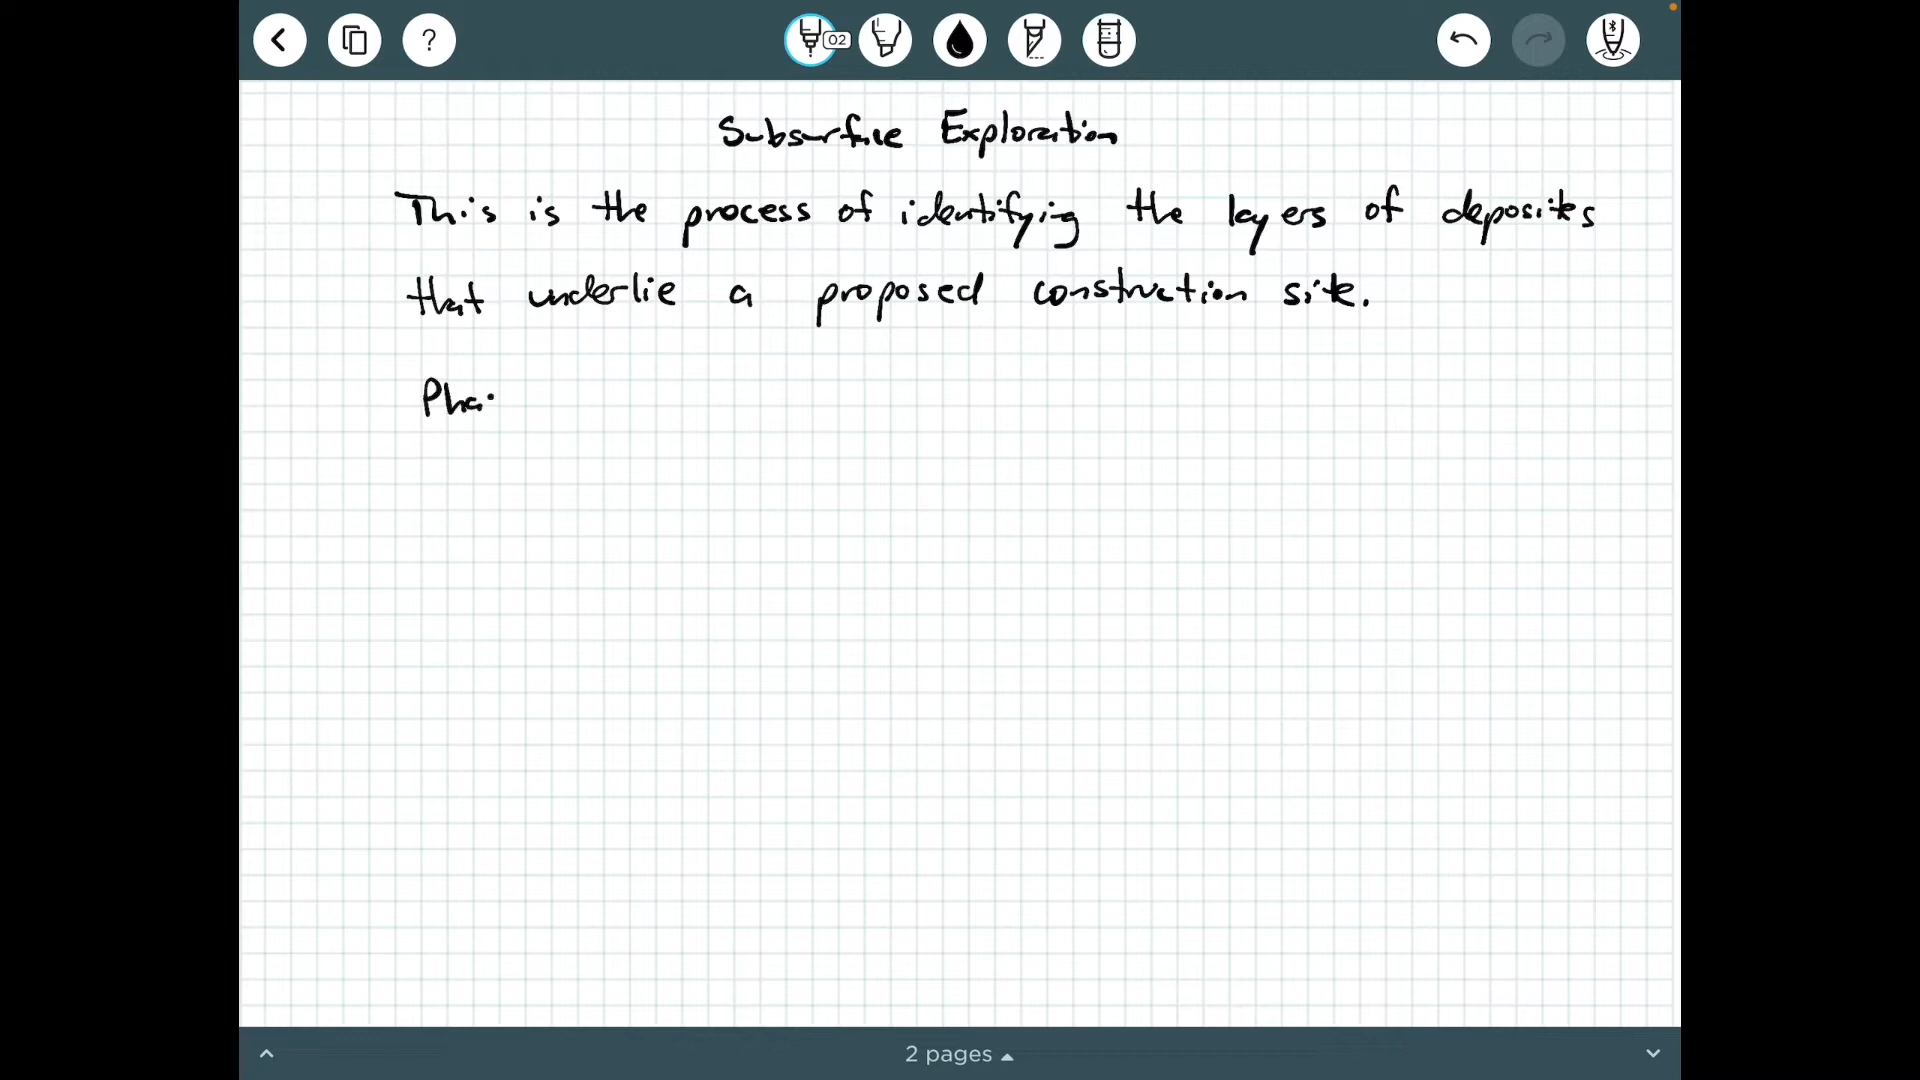 ?
02
Subsurface Exploration
This is the process of identifying the layers of deposits
that underlie a proposed construction site.
Pha
2 pages